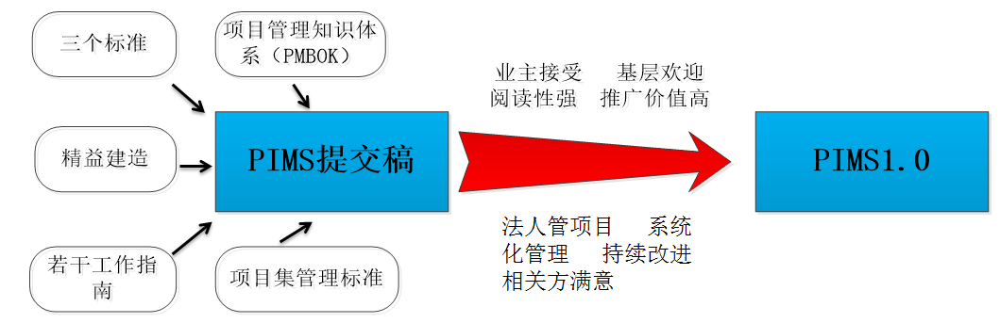 三个标准
项目管理知识体
系（PMBOK）
业主接受 基层欢迎
阅读性强 推广价值高
精益建造
PIMS提交稿
PIMS1.0
法人管项目 系统
化管理 持续改进
相关方满意
若干工作指
南
项目集管理标准